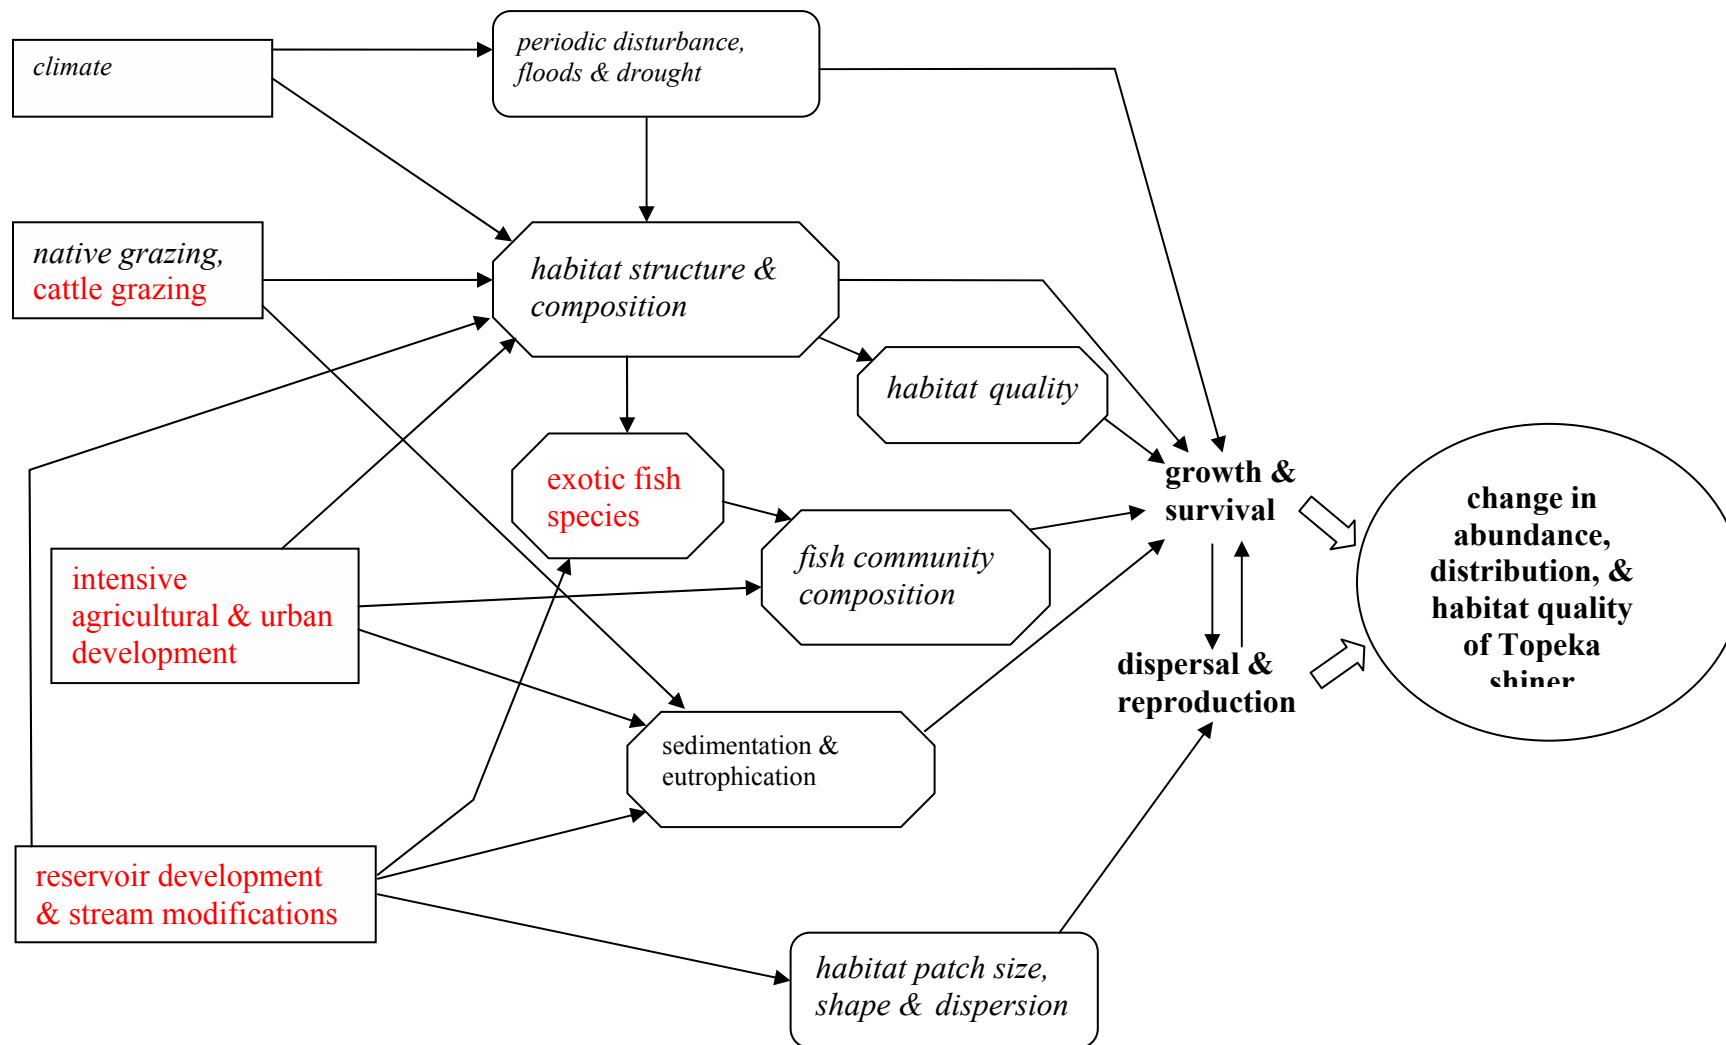 climate
periodic disturbance,
floods & drought
native grazing,
cattle grazing
habitat structure &
composition
habitat quality
exotic fish
species
growth &
survival
change in
abundance,
distribution, &
habitat quality
of Topeka
shiner
intensive
agricultural & urban
development
fish community
composition
dispersal &
reproduction
sedimentation &
eutrophication
reservoir development
& stream modifications
habitat patch size,
shape & dispersion